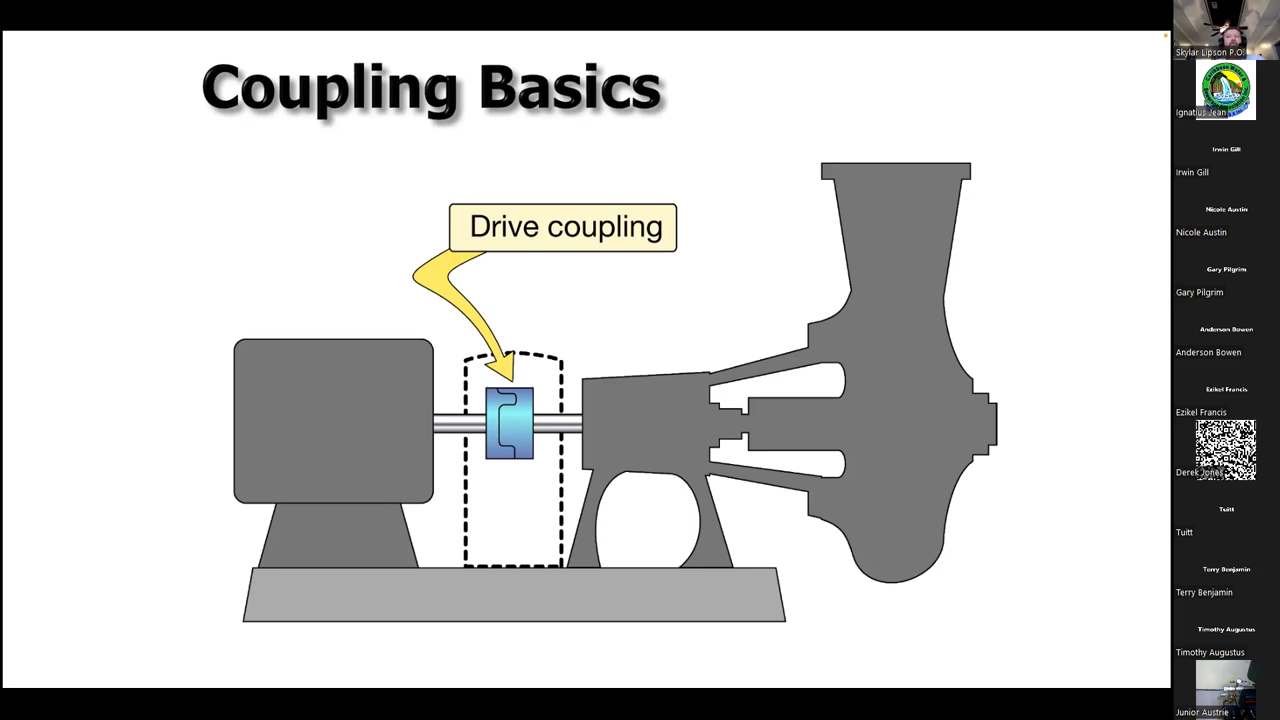 Coupling Basics
Drive coupling
Skylar Lipson P.O.
Ignatius Jean
Irwin Gill
Irwin Gill
Nicole Austin
Nicole Austin
Gary Pilgrim
Gary Pilgrim
Anderson Bowen
Anderson Bowen
Ezikel Francis
Ezikel Francis
Derek Jones
Tuitt
Tuitt
Terry Benjamin
Terry Benjamin
Timothy Augustus
Timothy Augustus
Junior Austrie